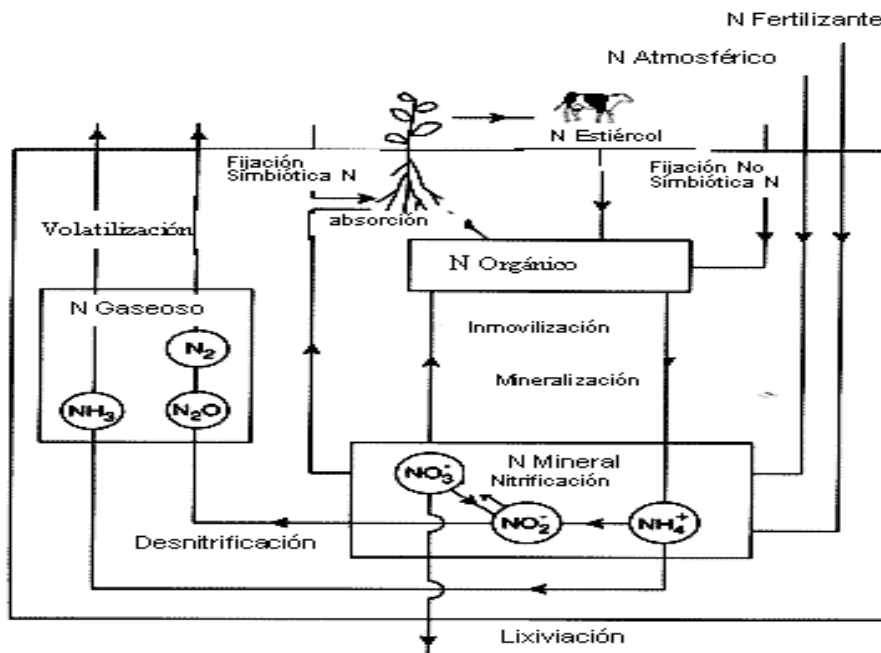 N Fertilizante
N Atmosférico
N Estiércol
Fijación
Simbiótica N
Fijación No
Simbiótica N
absorción
Volatilización
N Orgánico
N Gaseoso
Inmovilización
N₂
Mineralización
NH₃
N₂O
N Mineral
NO₃⁻
Nitrificación
NO₂⁻
NH₄⁺
Desnitrificación
Lixiviación